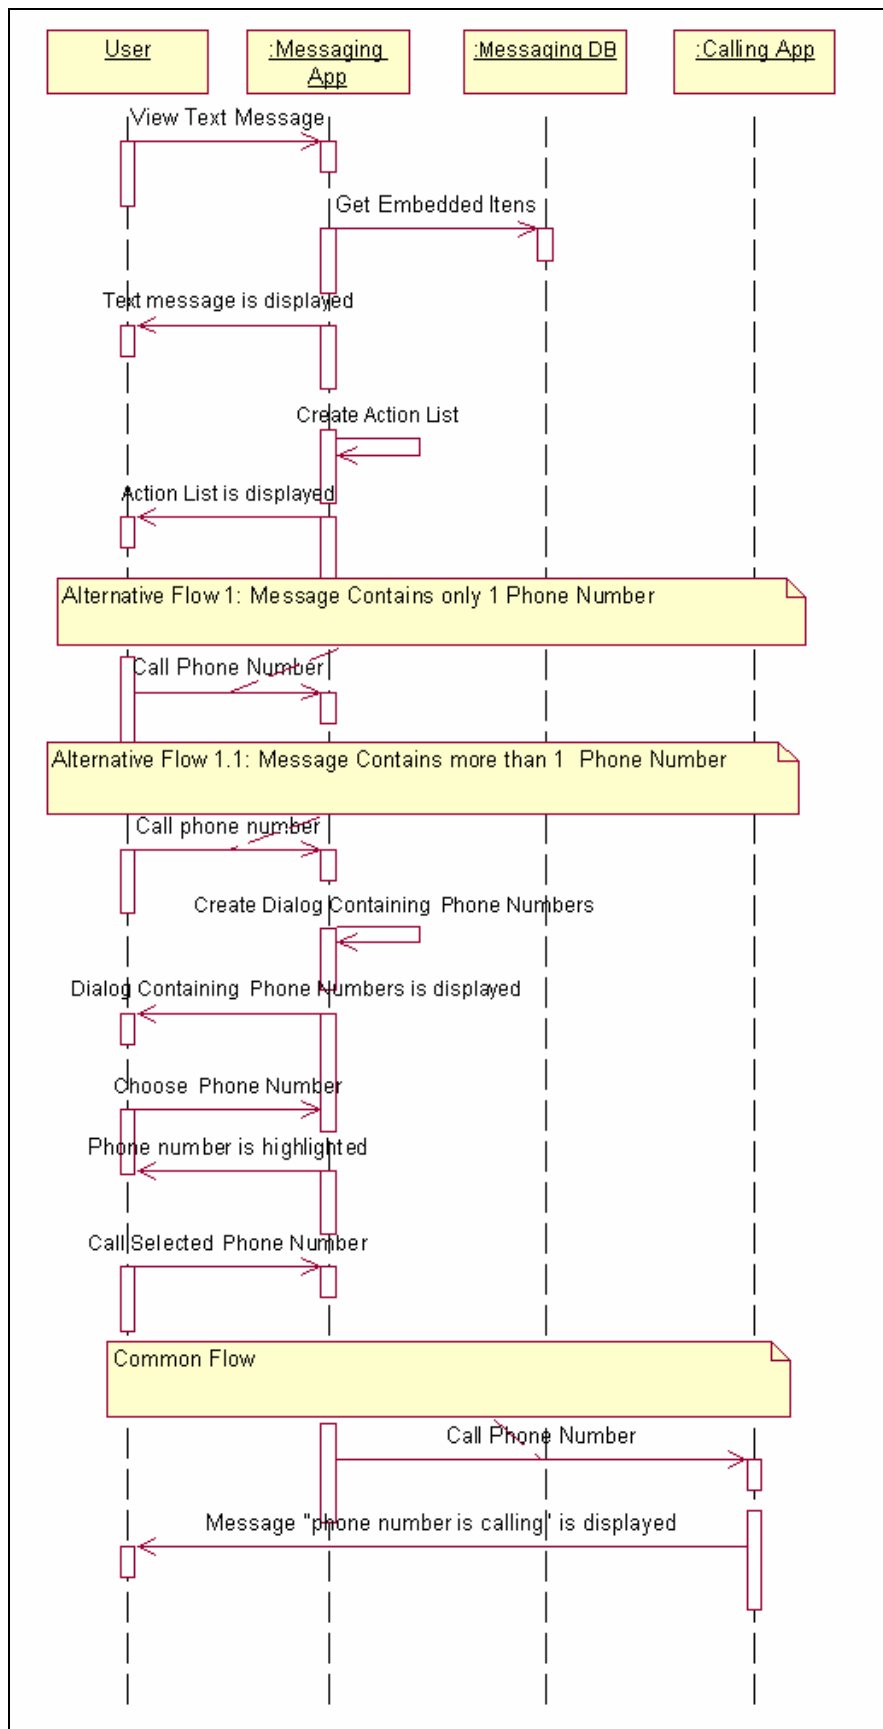 User
:Messaging
App
:Messaging DB
:Calling App
View Text Message
Get Embedded Itens
Text message is displayed
Create Action List
Action List is displayed
Alternative Flow 1: Message Contains only 1 Phone Number
Call Phone Number
Alternative Flow 1.1: Message Contains more than 1 Phone Number
Call phone number
Create Dialog Containing Phone Numbers
Dialog Containing Phone Numbers is displayed
Choose Phone Number
Phone number is highlighted
Call Selected Phone Number
Common Flow
Call Phone Number
Message "phone number is calling" is displayed